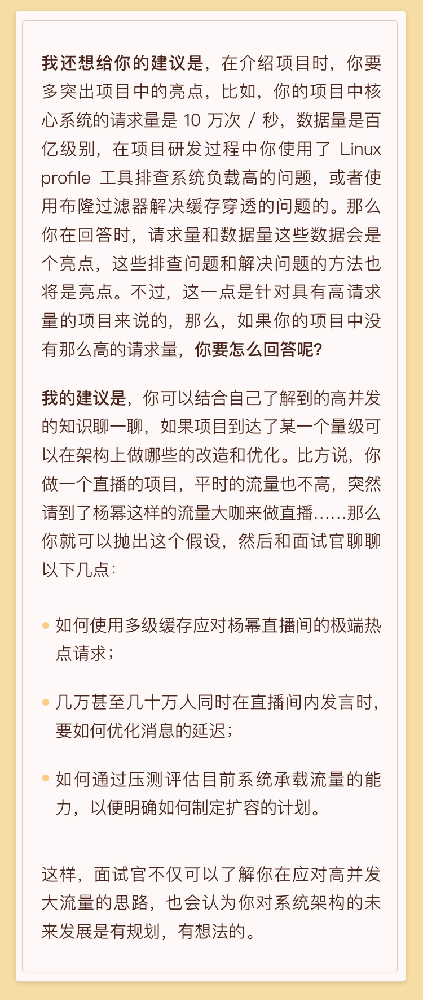 我还想给你的建议是，在介绍项目时，你要
多突出项目中的亮点，比如，你的项目中核
心系统的请求量是 10 万次 / 秒，数据量是百
亿级别，在项目研发过程中你使用了 Linux
profile 工具排查系统负载高的问题，或者使
用布隆过滤器解决缓存穿透的问题的。那么
你在回答时，请求量和数据量这些数据会是
个亮点，这些排查问题和解决问题的方法也
将是亮点。不过，这一点是针对具有高请求
量的项目来说的，那么，如果你的项目中没
有那么高的请求量，你要怎么回答呢？
我的建议是，你可以结合自己了解到的高并发
的知识聊一聊，如果项目到达了某一个量级可
以在架构上做哪些的改造和优化。比方说，你
做一个直播的项目，平时的流量也不高，突然
请到了杨幂这样的流量大咖来做直播……那么
你就可以抛出这个假设，然后和面试官聊聊
以下几点：
如何使用多级缓存应对杨幂直播间的极端热
点请求；
几万甚至几十万人同时在直播间内发言时，
要如何优化消息的延迟；
如何通过压测评估目前系统承载流量的能
力，以便明确如何制定扩容的计划。
这样，面试官不仅可以了解你在应对高并发
大流量的思路，也会认为你对系统架构的未
来发展是有规划，有想法的。